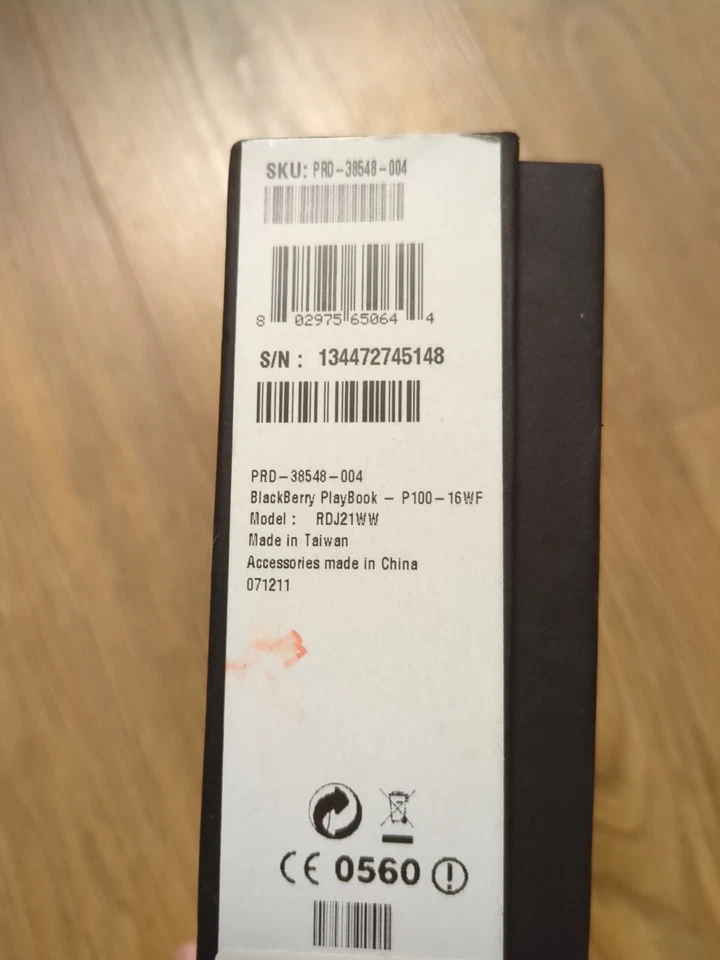 SKU: PRD-38548-004
8 02975 65064 4
S/N : 134472745148
PRD-38548-004
BlackBerry PlayBook - P100-16WF
Model : RDJ21WW
Made in Taiwan
Accessories made in China
071211
CE 0560 !